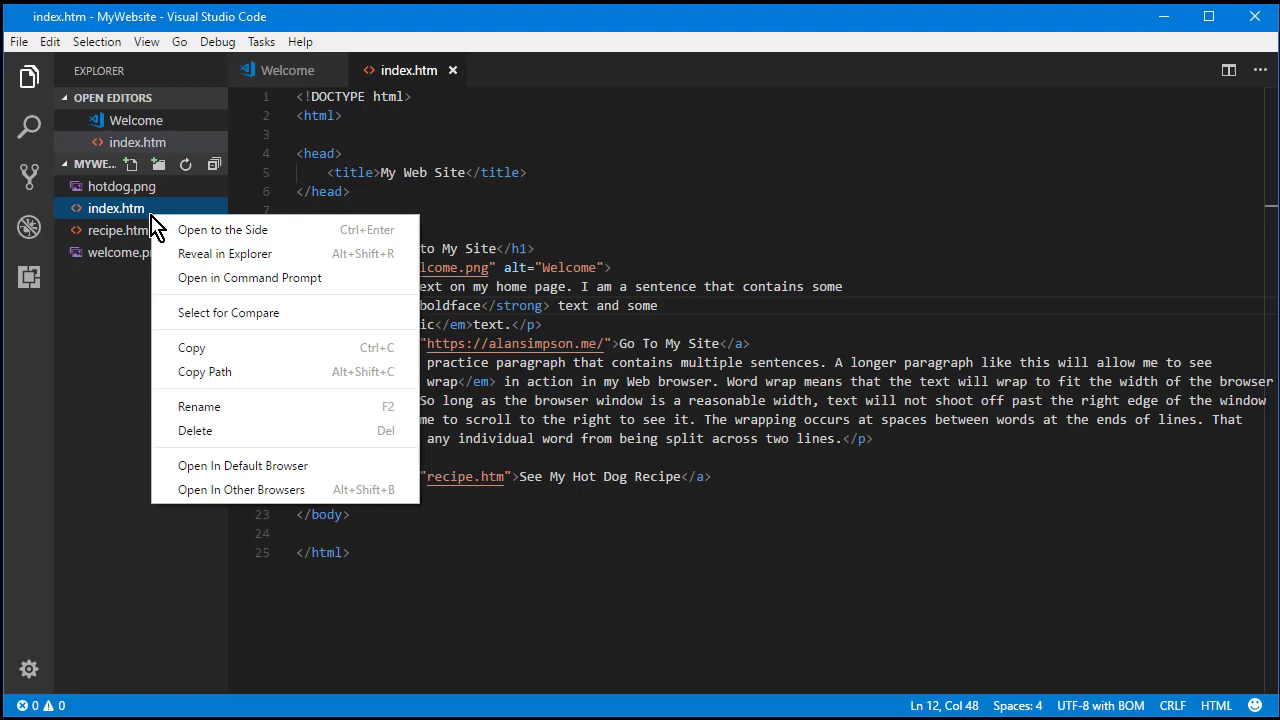 index.htm - MyWebsite - Visual Studio Code
File Edit Selection View Go Debug Tasks Help
EXPLORER
OPEN EDITORS
Welcome
index.htm
MYWE...
hotdog.png
index.htm
recipe.htm
welcome.p
Welcome
index.htm
1 <!DOCTYPE html>
2 <html>
3
4 <head>
5 <title>My Web Site</title>
6 </head>
7
to My Site</h1>
lcome.png" alt="Welcome">
ext on my home page. I am a sentence that contains some
boldface</strong> text and some
ic</em>text.</p>
"https://alansimpson.me/">Go To My Site</a>
practice paragraph that contains multiple sentences. A longer paragraph like this will allow me to see
wrap</em> in action in my Web browser. Word wrap means that the text will wrap to fit the width of the browser
So long as the browser window is a reasonable width, text will not shoot off past the right edge of the window
me to scroll to the right to see it. The wrapping occurs at spaces between words at the ends of lines. That
any individual word from being split across two lines.</p>
"recipe.htm">See My Hot Dog Recipe</a>
23 </body>
24
25 </html>
Open to the Side Ctrl+Enter
Reveal in Explorer Alt+Shift+R
Open in Command Prompt
Select for Compare
Copy Ctrl+C
Copy Path Alt+Shift+C
Rename F2
Delete Del
Open In Default Browser
Open In Other Browsers Alt+Shift+B
0 0
Ln 12, Col 48 Spaces: 4 UTF-8 with BOM CRLF HTML